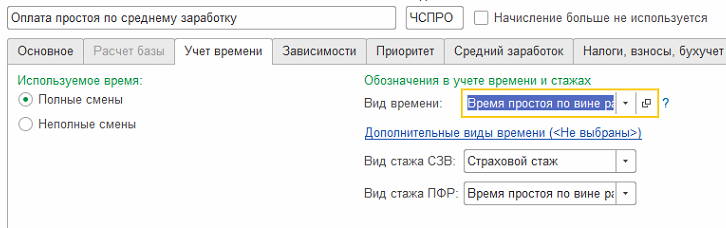 Оплата простоя по среднему заработку ЧСПРО Начисление больше не используется
Основное Расчет базы Учет времени Зависимости Приоритет Средний заработок Налоги, взносы, бухучет
Используемое время: Обозначения в учете времени и стажах
Полные смены Вид времени: Время простоя по вине ра ?
Неполные смены
Дополнительные виды времени (<Не выбраны>)
Вид стажа СЗВ: Страховой стаж
Вид стажа ПФР: Время простоя по вине ра